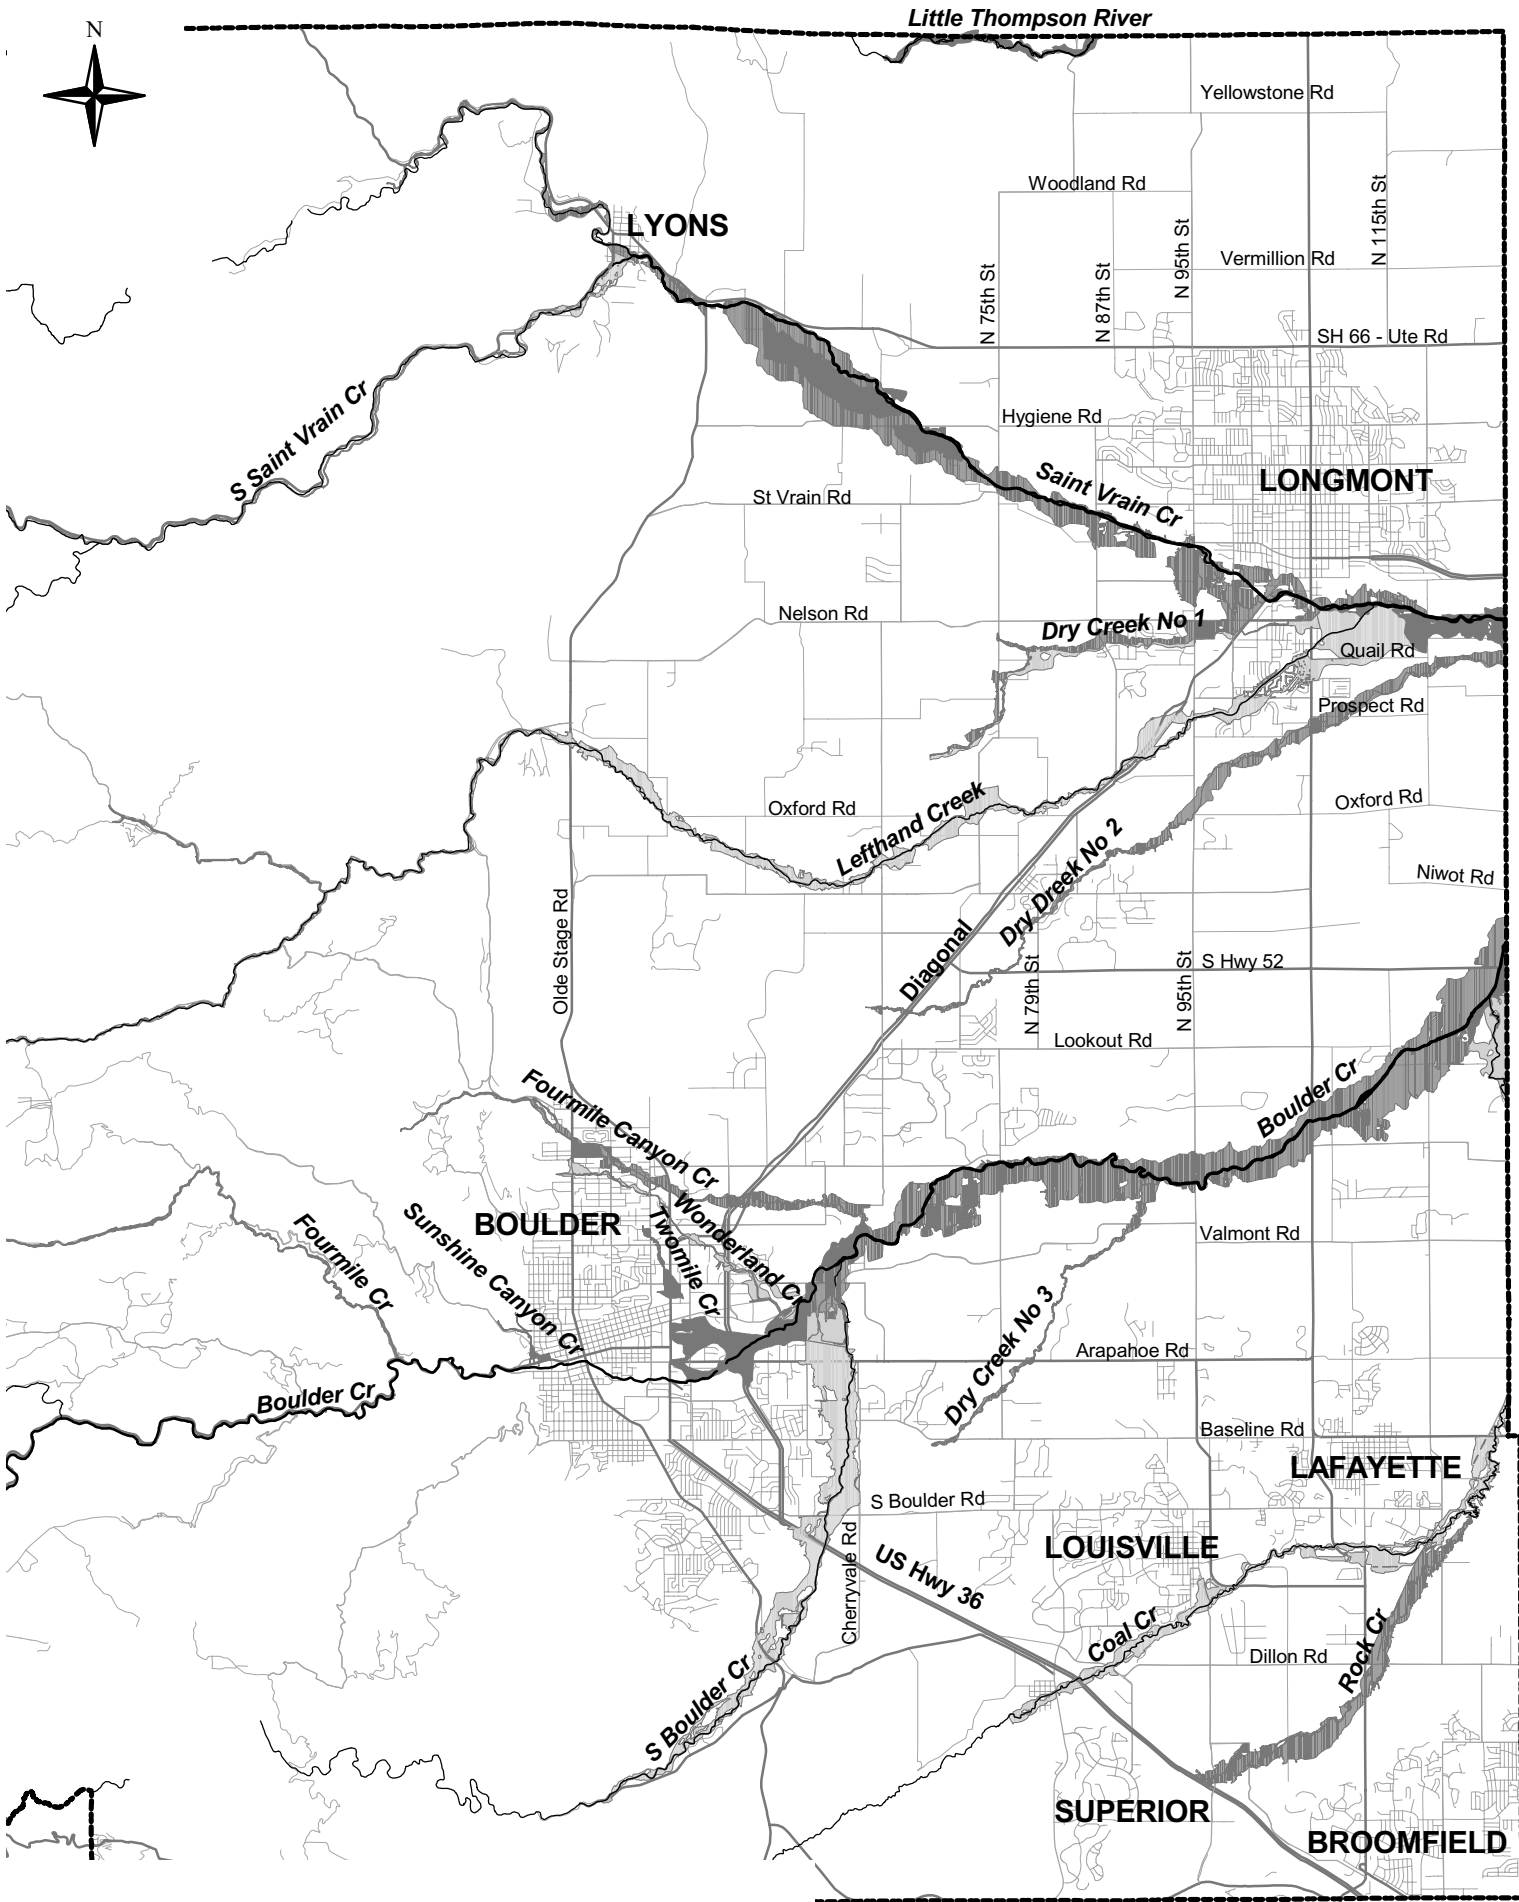 Little Thompson River
N
Yellowstone Rd
Woodland Rd
N 115th St
LYONS
N 95th St
Vermillion Rd
N 75th St
N 87th St
SH 66 - Ute Rd
S Saint Vrain Cr
Hygiene Rd
Saint Vrain Cr
LONGMONT
St Vrain Rd
Nelson Rd
Dry Creek No 1
Quail Rd
Prospect Rd
Oxford Rd
Lefthand Creek
Oxford Rd
Dry Dreek No 2
Niwot Rd
Olde Stage Rd
Diagonal
N 79th St
N 95th St
S Hwy 52
Lookout Rd
Fourmile Canyon Cr
Boulder Cr
Sunshine Canyon Cr
BOULDER
Twomile Cr
Wonderland Cr
Valmont Rd
Fourmile Cr
Dry Creek No 3
Arapahoe Rd
Boulder Cr
Baseline Rd
LAFAYETTE
S Boulder Rd
Cherryvale Rd
US Hwy 36
LOUISVILLE
Coal Cr
Dillon Rd
Rock Cr
S Boulder Cr
SUPERIOR
BROOMFIELD